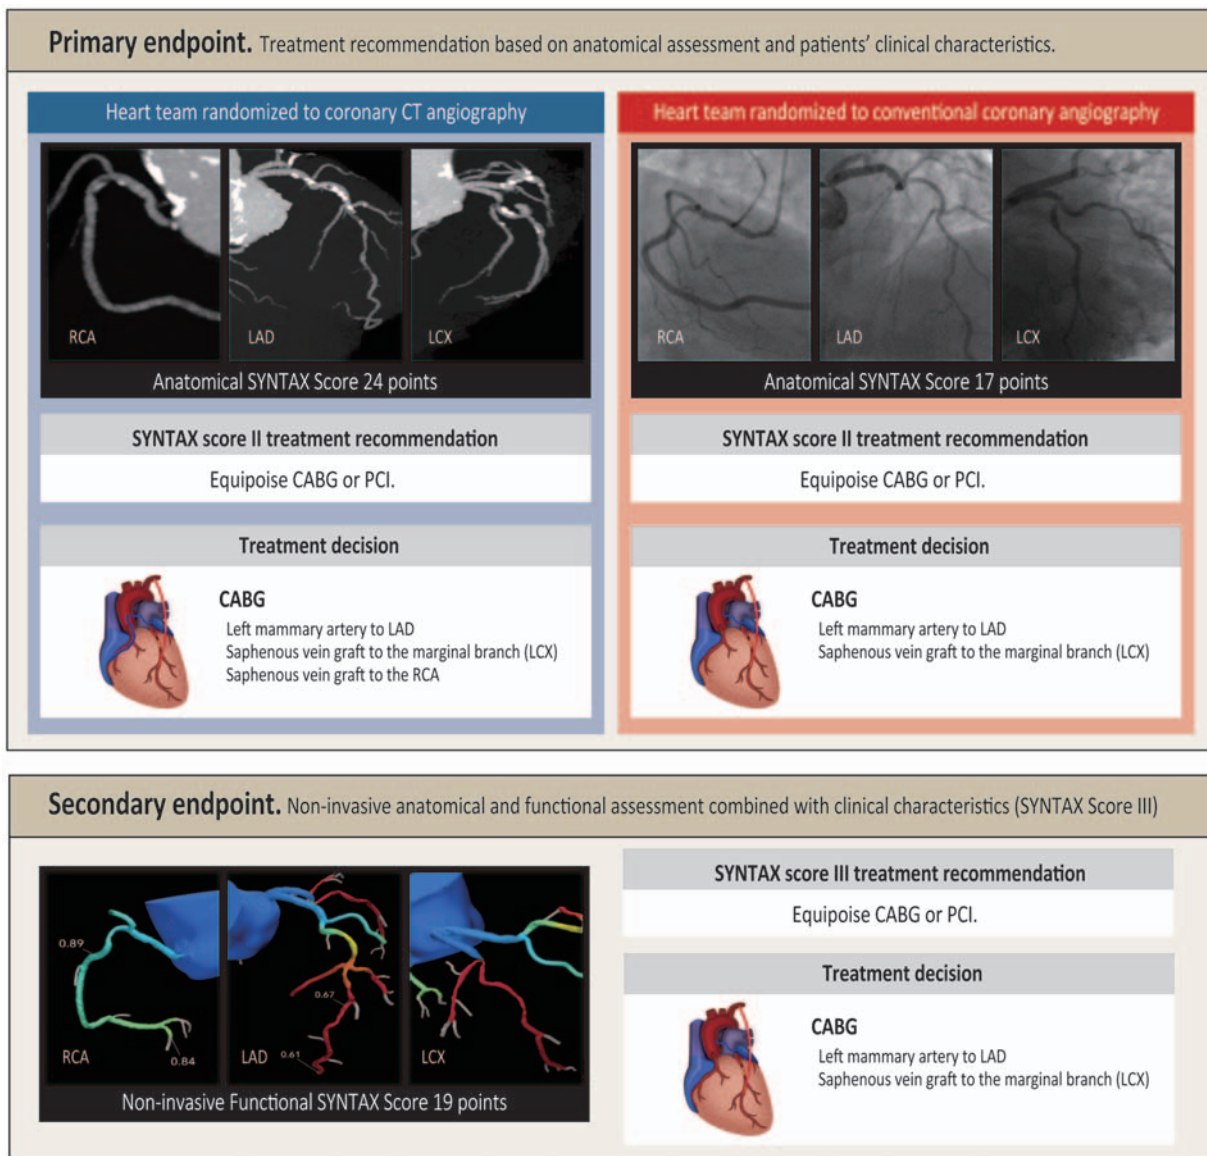 Primary endpoint. Treatment recommendation based on anatomical assessment and patients’ clinical characteristics.
Heart team randomized to coronary CT angiography
RCA
LAD
LCX
Anatomical SYNTAX Score 24 points
SYNTAX score II treatment recommendation
Equipoise CABG or PCI.
Treatment decision
CABG
Left mammary artery to LAD
Saphenous vein graft to the marginal branch (LCX)
Saphenous vein graft to the RCA
Heart team randomized to conventional coronary angiography
RCA
LAD
LCX
Anatomical SYNTAX Score 17 points
SYNTAX score II treatment recommendation
Equipoise CABG or PCI.
Treatment decision
CABG
Left mammary artery to LAD
Saphenous vein graft to the marginal branch (LCX)
Secondary endpoint. Non-invasive anatomical and functional assessment combined with clinical characteristics (SYNTAX Score III)
0.89
RCA
0.84
0.67
LAD
0.61
LCX
Non-invasive Functional SYNTAX Score 19 points
SYNTAX score III treatment recommendation
Equipoise CABG or PCI.
Treatment decision
CABG
Left mammary artery to LAD
Saphenous vein graft to the marginal branch (LCX)